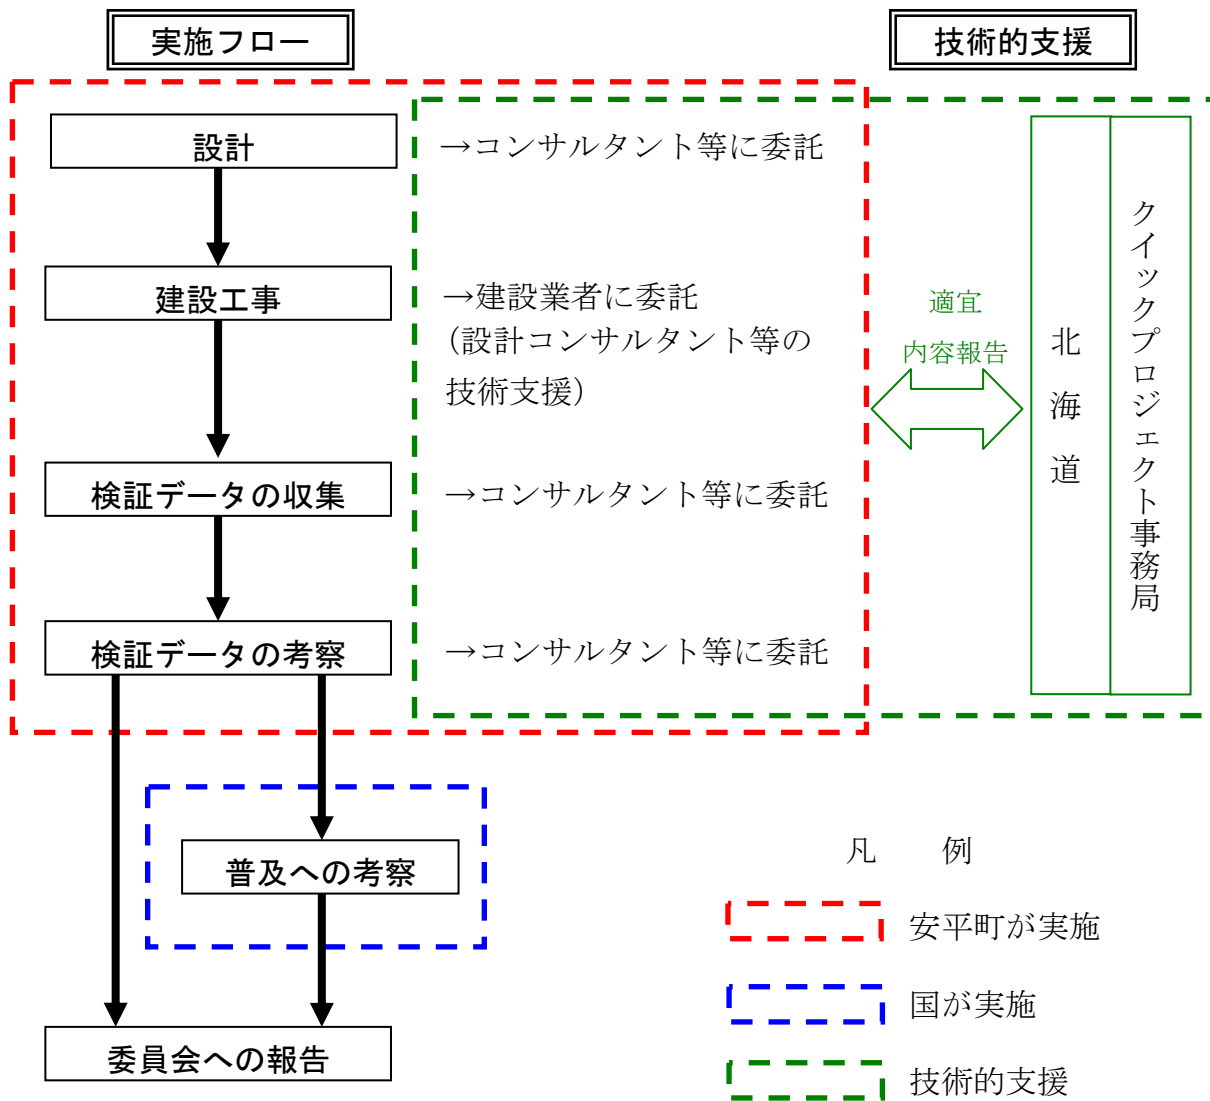 実施フロー
技術的支援
設計
→コンサルタント等に委託
建設工事
→建設業者に委託
(設計コンサルタント等の
技術支援)
適宜
内容報告
北海道
クイックプロジェクト事務局
検証データの収集
→コンサルタント等に委託
検証データの考察
→コンサルタント等に委託
普及への考察
委員会への報告
凡　例
安平町が実施
国が実施
技術的支援